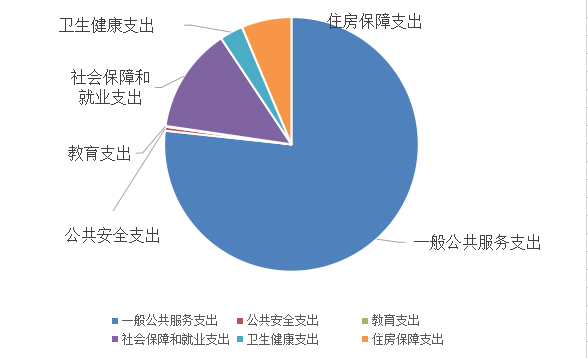 卫生健康支出
住房保障支出
社会保障和
就业支出
教育支出
公共安全支出
一般公共服务支出
一般公共服务支出 公共安全支出 教育支出
社会保障和就业支出 卫生健康支出 住房保障支出